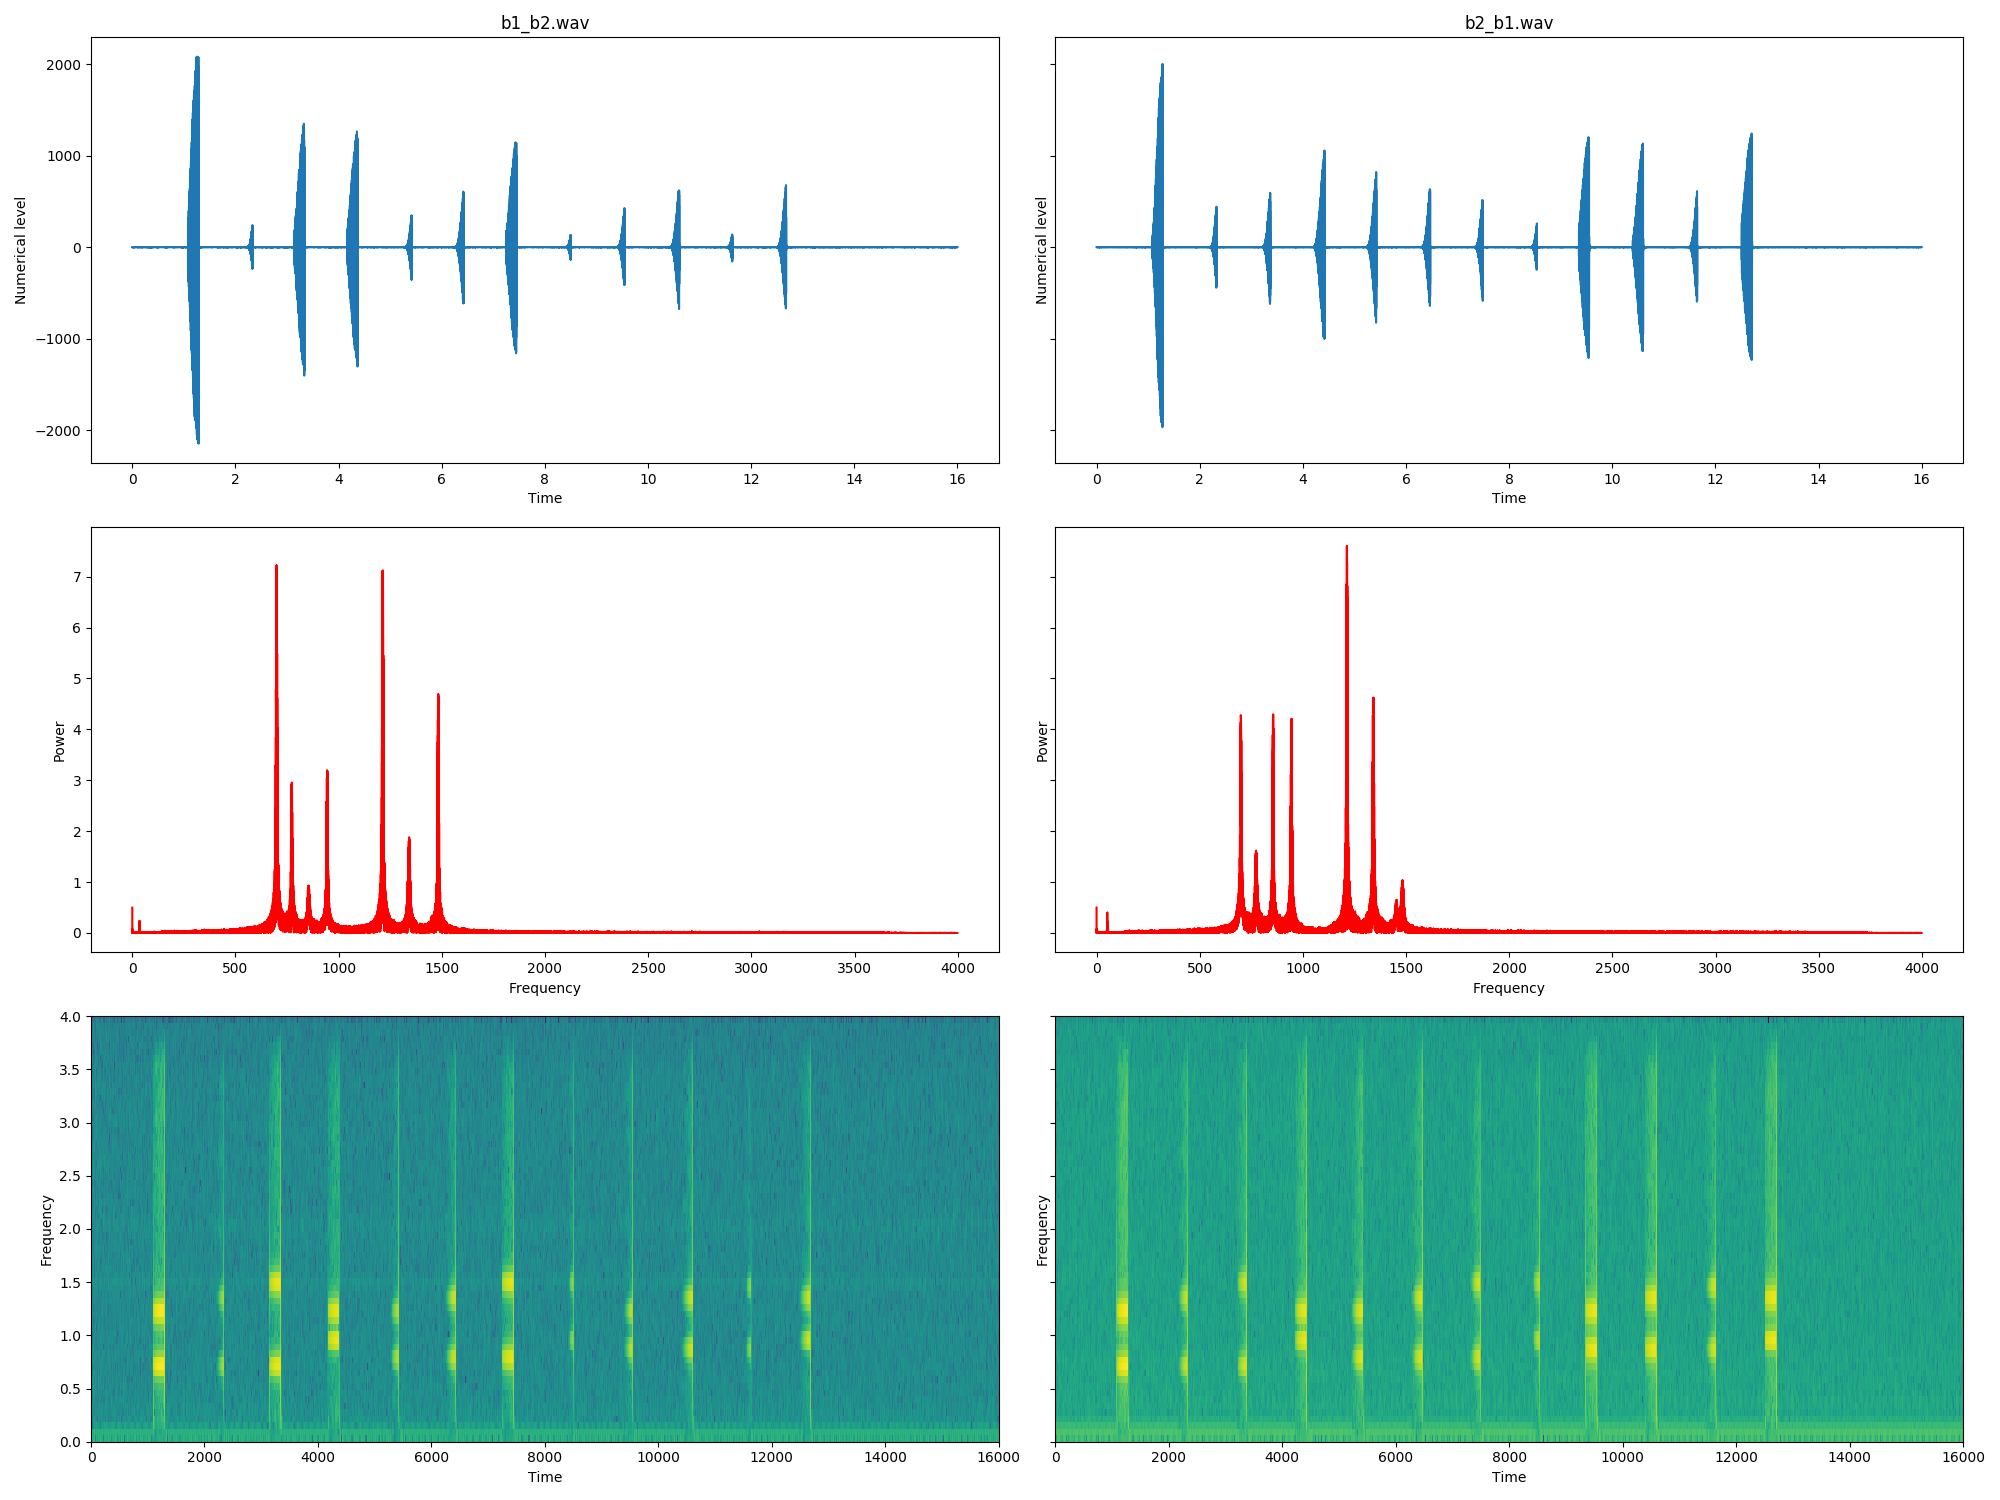 b1_b2.wav
b2_b1.wav
2000
1000
0
−1000
−2000
Numerical level
Numerical level
0 2 4 6 8 10 12 14 16
0 2 4 6 8 10 12 14 16
Time
Time
7
6
5
4
3
2
1
0
Power
Power
0 500 1000 1500 2000 2500 3000 3500 4000
0 500 1000 1500 2000 2500 3000 3500 4000
Frequency
Frequency
4.0
3.5
3.0
2.5
2.0
1.5
1.0
0.5
0.0
Frequency
Frequency
0 2000 4000 6000 8000 10000 12000 14000 16000
0 2000 4000 6000 8000 10000 12000 14000 16000
Time
Time